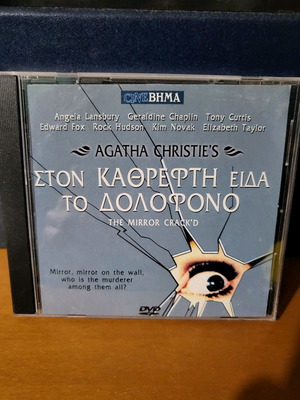 CINEBHMA
Angela Lansbury Geraldine Chaplin Tony Curtis
Edward Fox Rock Hudson Kim Novak Elizabeth Taylor
AGATHA CHRISTIE'S
ΣΤΟΝ ΚΑΘΡΕΦΤΗ ΕΙΔΑ
ΤΟ ΔΟΛΟΦΟΝΟ
THE MIRROR CRACK'D
Mirror, mirror on the wall,
who is the murderer
among them all?
DVD